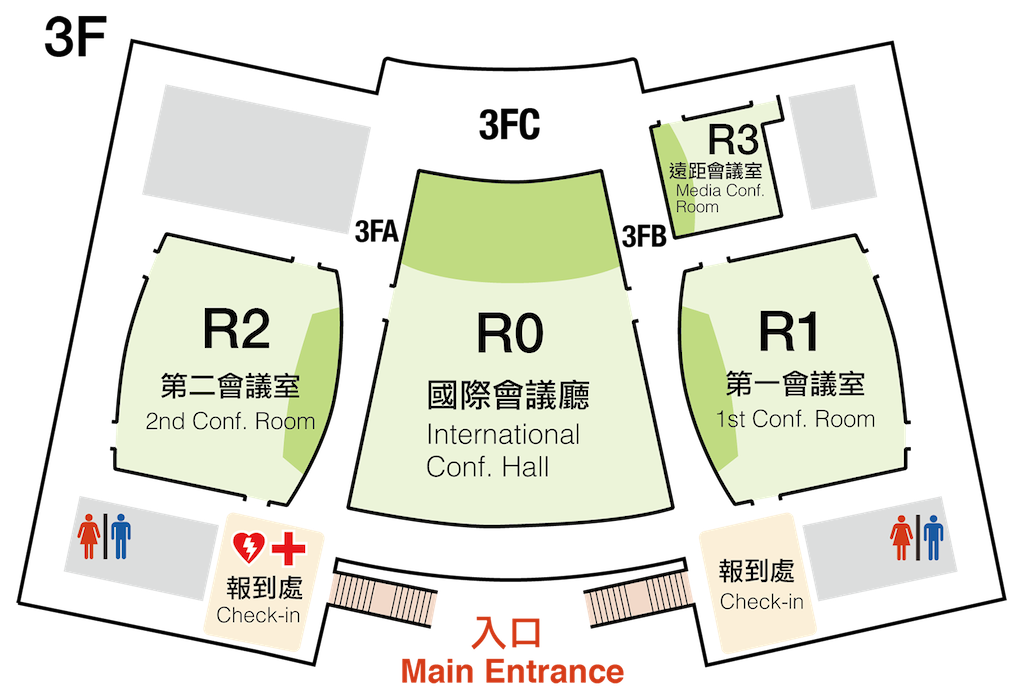 3F
3FC
R3
遠距會議室
Media Conf.
Room
3FA
3FB
R2
第二會議室
2nd Conf. Room
R0
國際會議廳
International
Conf. Hall
R1
第一會議室
1st Conf. Room
報到處
Check-in
報到處
Check-in
入口
Main Entrance